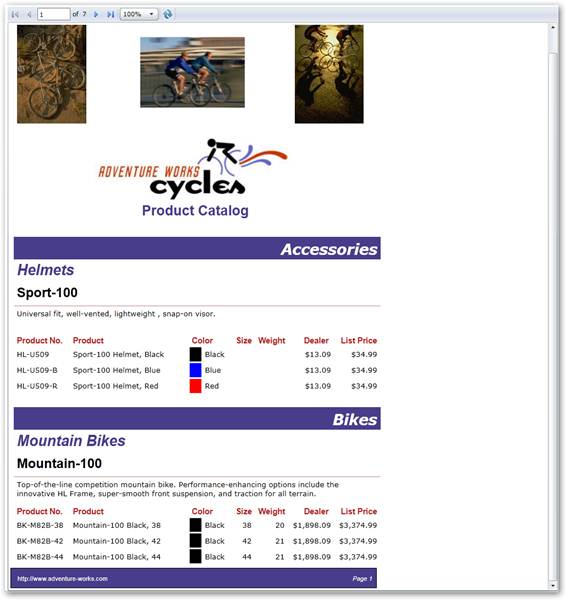 1 of 7 100%
ADVENTURE WORKS
cycles
Product Catalog
Accessories
Helmets
Sport-100
Universal fit, well-vented, lightweight , snap-on visor.
Product No. Product Color Size Weight Dealer List Price
HL-U509 Sport-100 Helmet, Black Black $13.09 $34.99
HL-U509-B Sport-100 Helmet, Blue Blue $13.09 $34.99
HL-U509-R Sport-100 Helmet, Red Red $13.09 $34.99
Bikes
Mountain Bikes
Mountain-100
Top-of-the-line competition mountain bike. Performance-enhancing options include the
innovative HL Frame, super-smooth front suspension, and traction for all terrain.
Product No. Product Color Size Weight Dealer List Price
BK-M82B-38 Mountain-100 Black, 38 Black 38 20 $1,898.09 $3,374.99
BK-M82B-42 Mountain-100 Black, 42 Black 42 21 $1,898.09 $3,374.99
BK-M82B-44 Mountain-100 Black, 44 Black 44 21 $1,898.09 $3,374.99
http://www.adventure-works.com Page 1